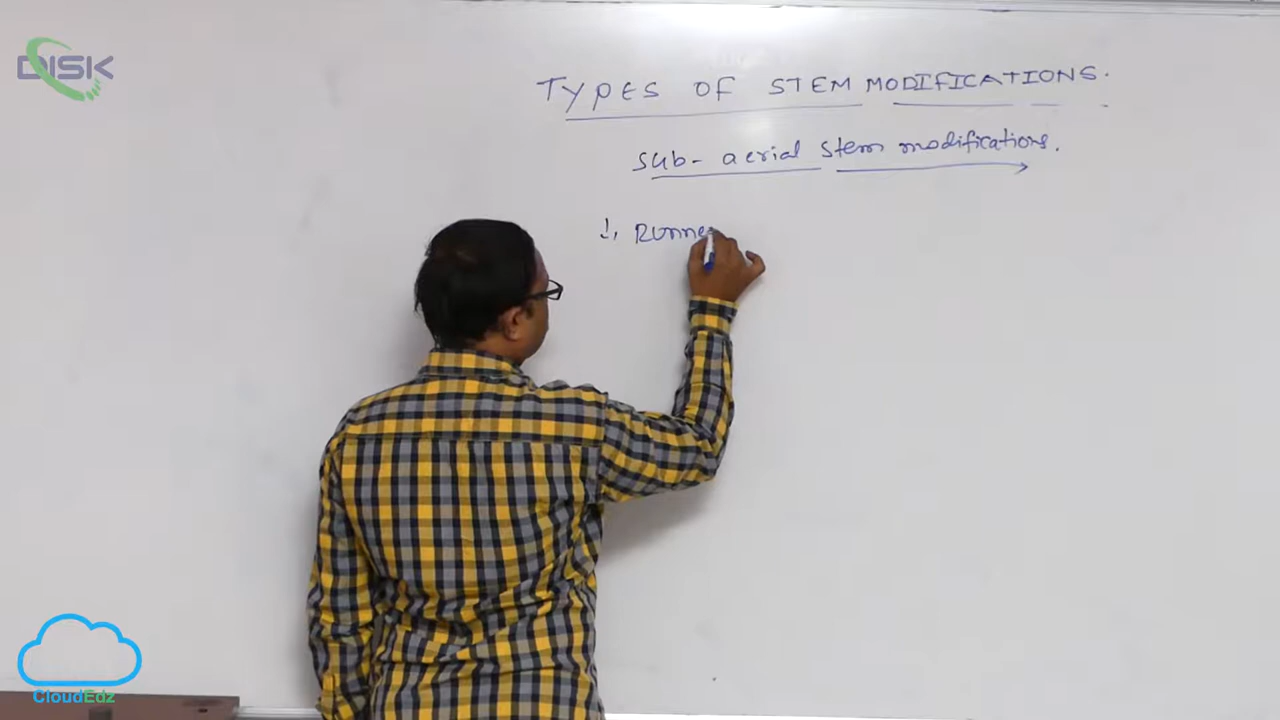 DISK
TYPES OF STEM MODIFICATIONS.
Sub-aerial stem modifications.
1. Runne
CloudEdz